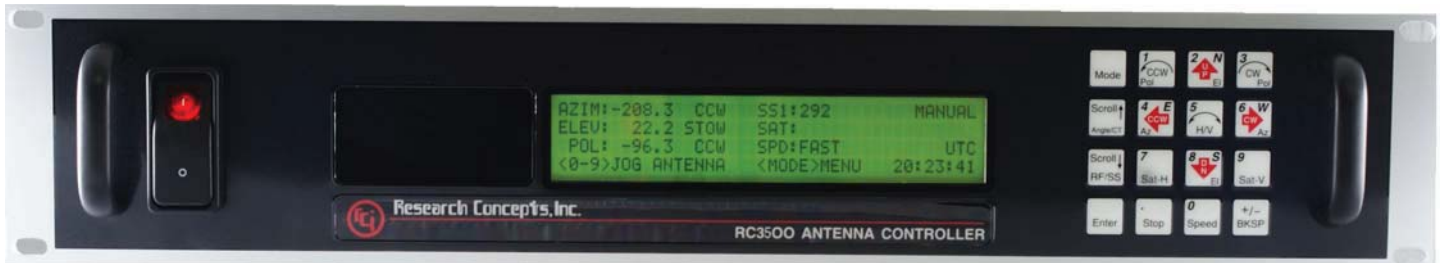 AZIM:-208.3 CCW SS1:292 MANUAL
ELEV: 22.2 STOW SAT:
POL: -96.3 CCW SPD:FAST UTC
<0-9>JOG ANTENNA <MODE>MENU 20:23:41
rci Research Concepts, Inc.
RC3500 ANTENNA CONTROLLER
Mode
1 CCW Pol
2 N UP El
3 CW Pol
Scroll↑ Angle/CT
4 E CCW Az
5 H/V
6 W CW Az
Scroll↓ RF/SS
7 Sat-H
8 S DN El
9 Sat-V
Enter
. Stop
0 Speed
+/- BKSP